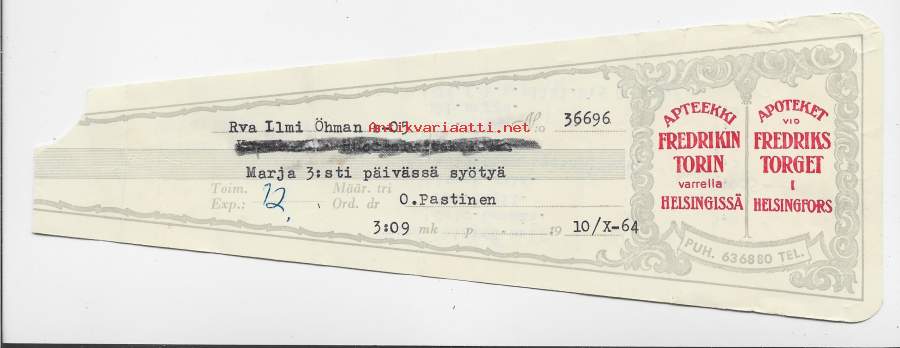 Rva Ilmi Öhman
antikvariaatti.net
:o 36696
Marja 3:sti päivässä syötyä
Toim. Määr. tri
Exp.: 12. Ord. dr O.Pastinen
3:09 mk p :19 10/X-64
APTEEKKI
FREDRIKIN
TORIN
varrella
HELSINGISSÄ
APOTEKET
VID
FREDRIKS
TORGET
I
HELSINGFORS
PUH. 636880 TEL.